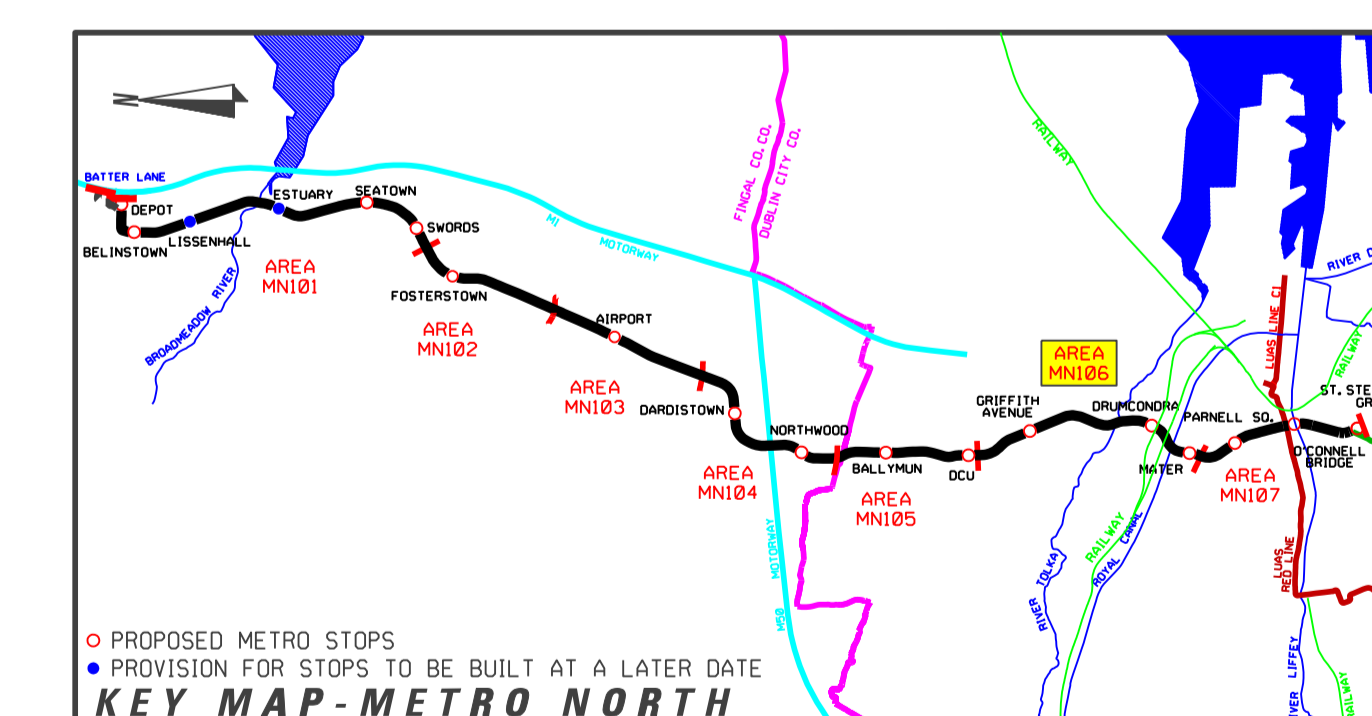 N
BATTER LANE
DEPOT
BELINSTOWN
LISSENHALL
ESTUARY
SEATOWN
SWORDS
FOSTERSTOWN
BROADMEADOW RIVER
AREA
MN101
AREA
MN102
M1
MOTORWAY
AIRPORT
AREA
MN103
DARDISTOWN
FINGAL CO. CO.
DUBLIN CITY CO.
NORTHWOOD
AREA
MN104
MOTORWAY
M50
BALLYMUN
AREA
MN105
DCU
GRIFFITH
AVENUE
AREA
MN106
RAILWAY
DRUMCONDRA
MATER
PARNELL SQ.
AREA
MN107
O'CONNELL
BRIDGE
LUAS LINE C1
RIVER
RAILWAY
RIVER TOLKA
RAILWAY
ROYAL CANAL
LUAS
RED LINE
LIFFEY
PROPOSED METRO STOPS
PROVISION FOR STOPS TO BE BUILT AT A LATER DATE
KEY MAP-METRO NORTH